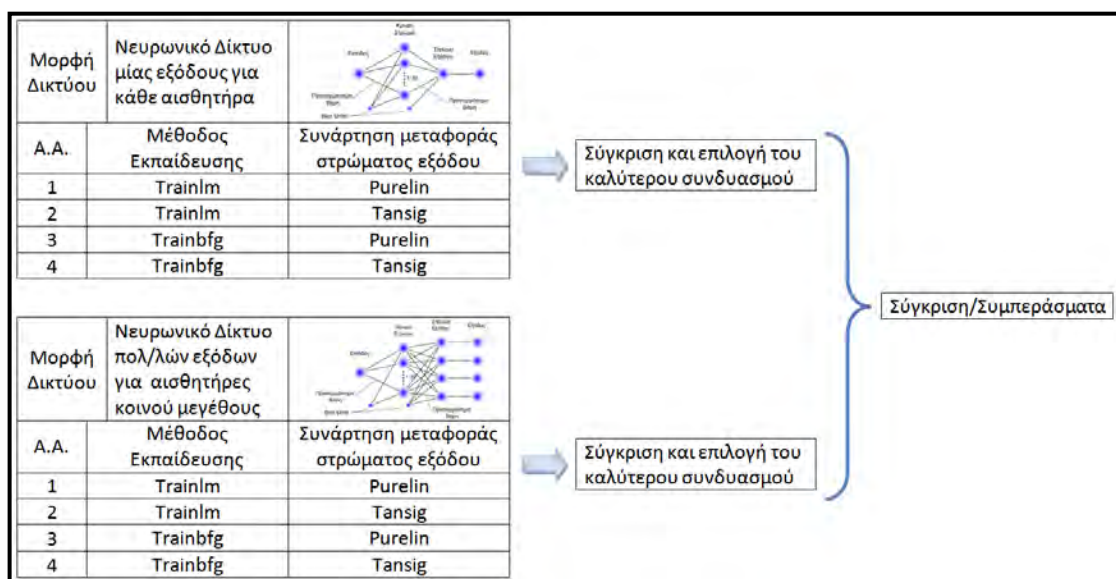 Μορφή
Δικτύου
Νευρωνικό Δίκτυο
μίας εξόδους για
κάθε αισθητήρα
Α.Α.
Μέθοδος
Εκπαίδευσης
Συνάρτηση μεταφοράς
στρώματος εξόδου
1 Trainlm Purelin
2 Trainlm Tansig
3 Trainbfg Purelin
4 Trainbfg Tansig
Σύγκριση και επιλογή του
καλύτερου συνδυασμού
Μορφή
Δικτύου
Νευρωνικό Δίκτυο
πολ/λών εξόδων
για αισθητήρες
κοινού μεγέθους
Α.Α.
Μέθοδος
Εκπαίδευσης
Συνάρτηση μεταφοράς
στρώματος εξόδου
1 Trainlm Purelin
2 Trainlm Tansig
3 Trainbfg Purelin
4 Trainbfg Tansig
Σύγκριση και επιλογή του
καλύτερου συνδυασμού
Σύγκριση/Συμπεράσματα